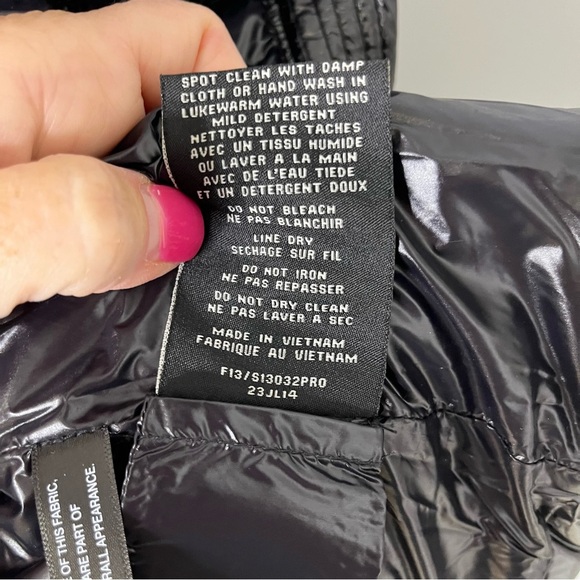 SPOT CLEAN WITH DAMP
CLOTH OR HAND WASH IN
LUKEWARM WATER USING
MILD DETERGENT
NETTOYER LES TACHES
AVEC UN TISSU HUMIDE
OU LAVER A LA MAIN
AVEC DE L'EAU TIEDE
ET UN DETERGENT DOUX
DO NOT BLEACH
NE PAS BLANCHIR
LINE DRY
SECHAGE SUR FIL
DO NOT IRON
NE PAS REPASSER
DO NOT DRY CLEAN
NE PAS LAVER A SEC
MADE IN VIETNAM
FABRIQUE AU VIETNAM
F13/S13032PRO
23JL14
E OF THIS FABRIC,
ARE PART OF
RALL APPEARANCE.